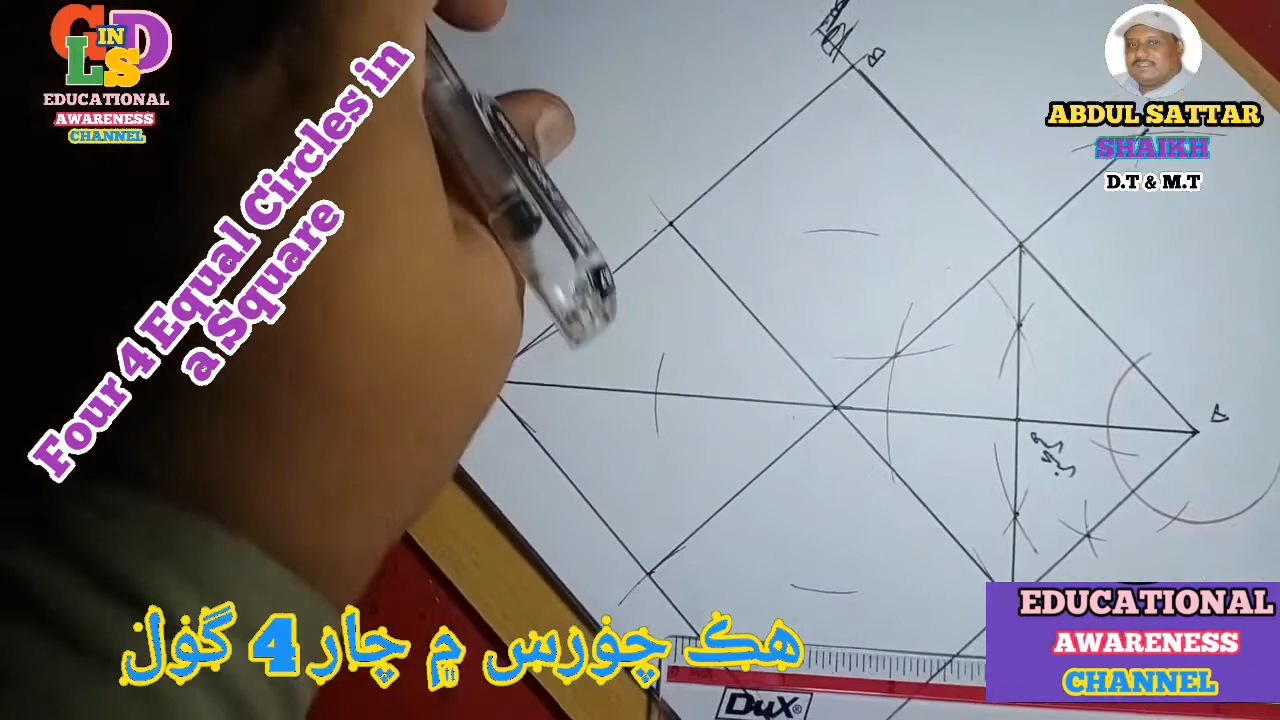 GDLS
IN
EDUCATIONAL
AWARENESS
CHANNEL
Four 4 Equal Circles in
a Square
ABDUL SATTAR
SHAIKH
D.T & M.T
B
هڪ چورس ۾ چار 4 گول
DUX®
EDUCATIONAL
AWARENESS
CHANNEL